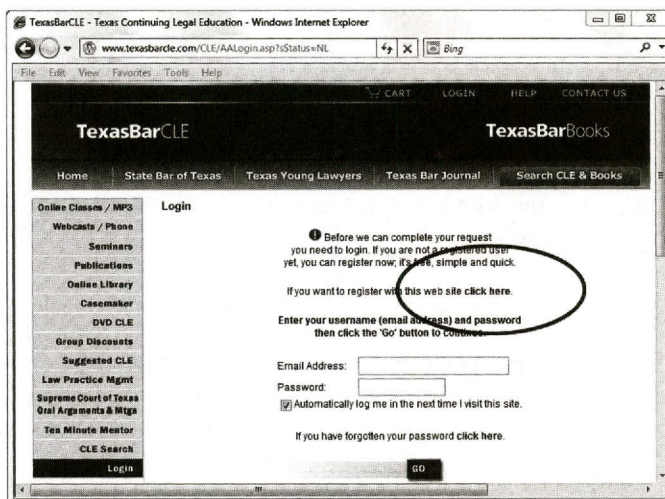 TexasBarCLE - Texas Continuing Legal Education - Windows Internet Explorer
www.texasbarcle.com/CLE/AALogin.asp?sStatus=NL
Bing
File Edit View Favorites Tools Help
CART LOGIN HELP CONTACT US
TexasBarCLE TexasBarBooks
Home State Bar of Texas Texas Young Lawyers Texas Bar Journal Search CLE & Books
Online Classes / MP3
Webcasts / Phone
Seminars
Publications
Online Library
Casemaker
DVD CLE
Group Discounts
Suggested CLE
Law Practice Mgmt
Supreme Court of Texas
Oral Arguments & Mtgs
Ten Minute Mentor
CLE Search
Login
Login
Before we can complete your request
you need to login. If you are not a registered user
yet, you can register now; it's free, simple and quick.
If you want to register with this web site click here.
Enter your username (email address) and password
then click the 'Go' button to continue.
Email Address:
Password:
Automatically log me in the next time I visit this site.
If you have forgotten your password click here.
GO